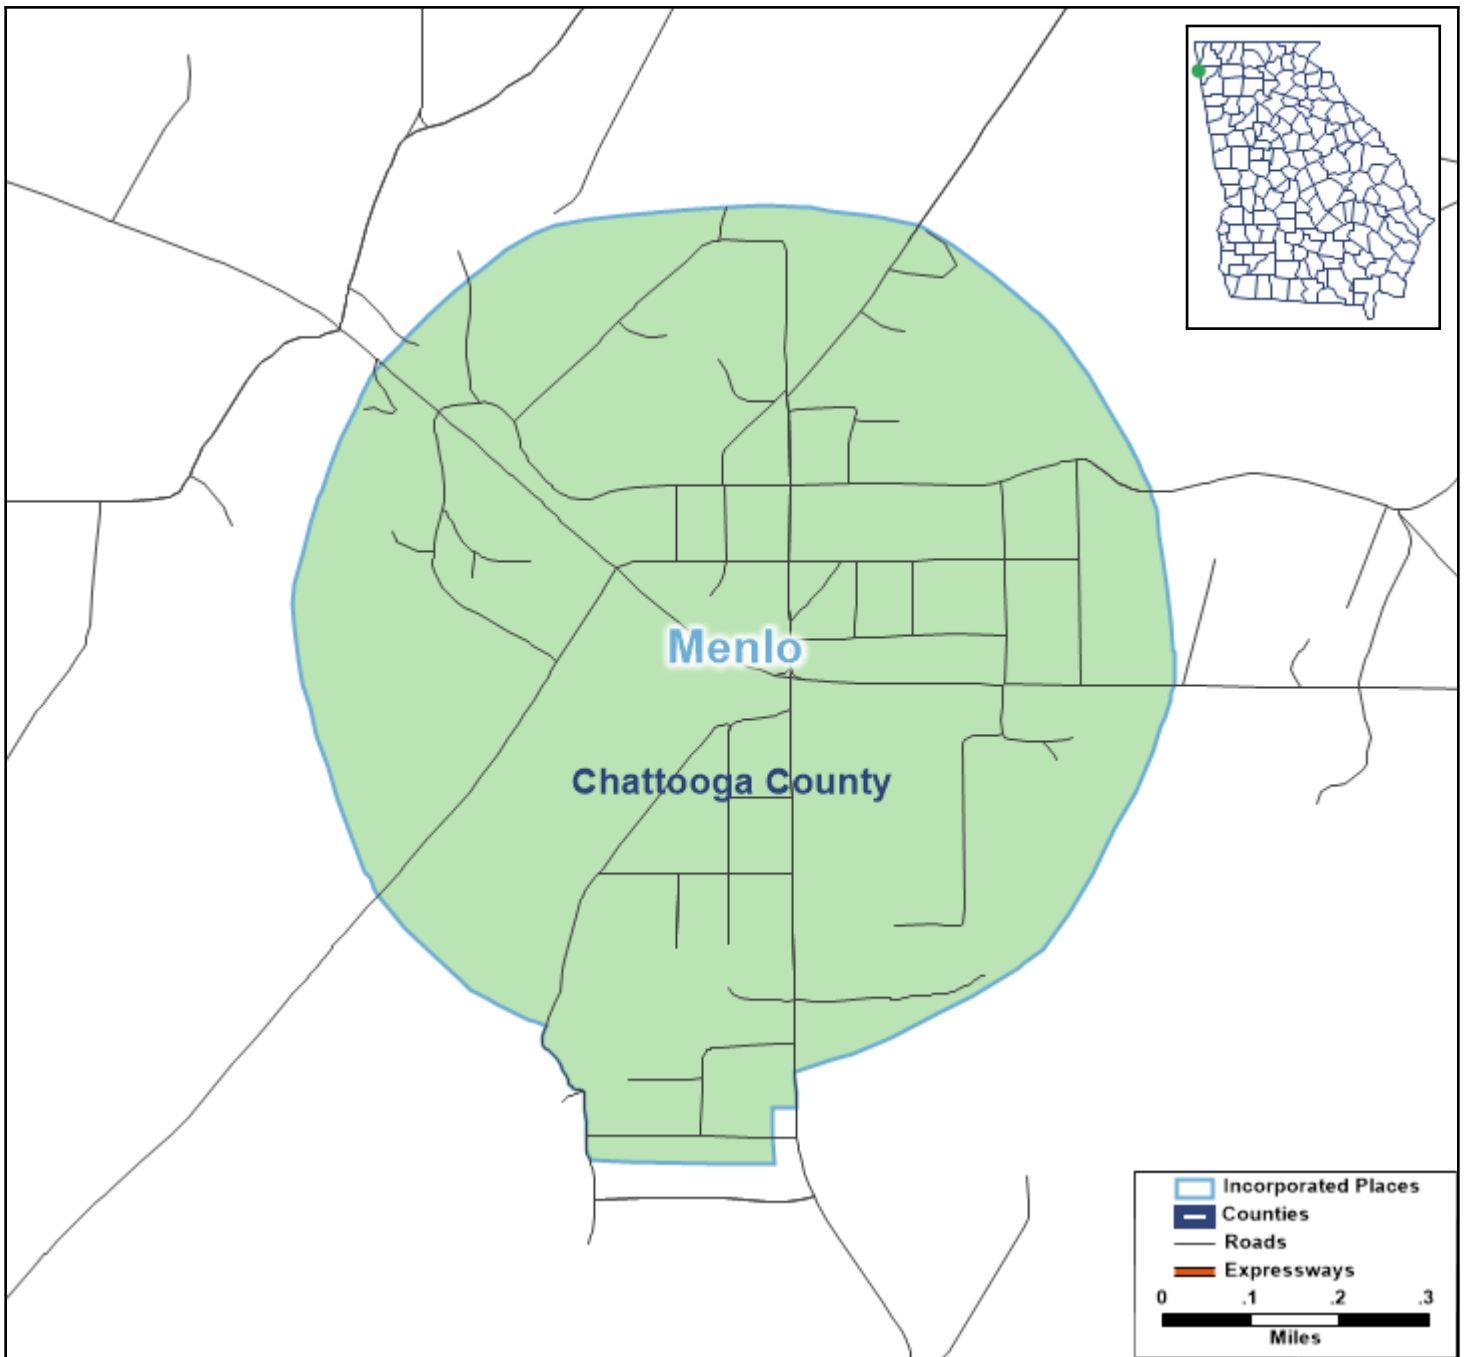 Menlo
Chattooga County
Incorporated Places
Counties
Roads
Expressways
0 .1 .2 .3
Miles